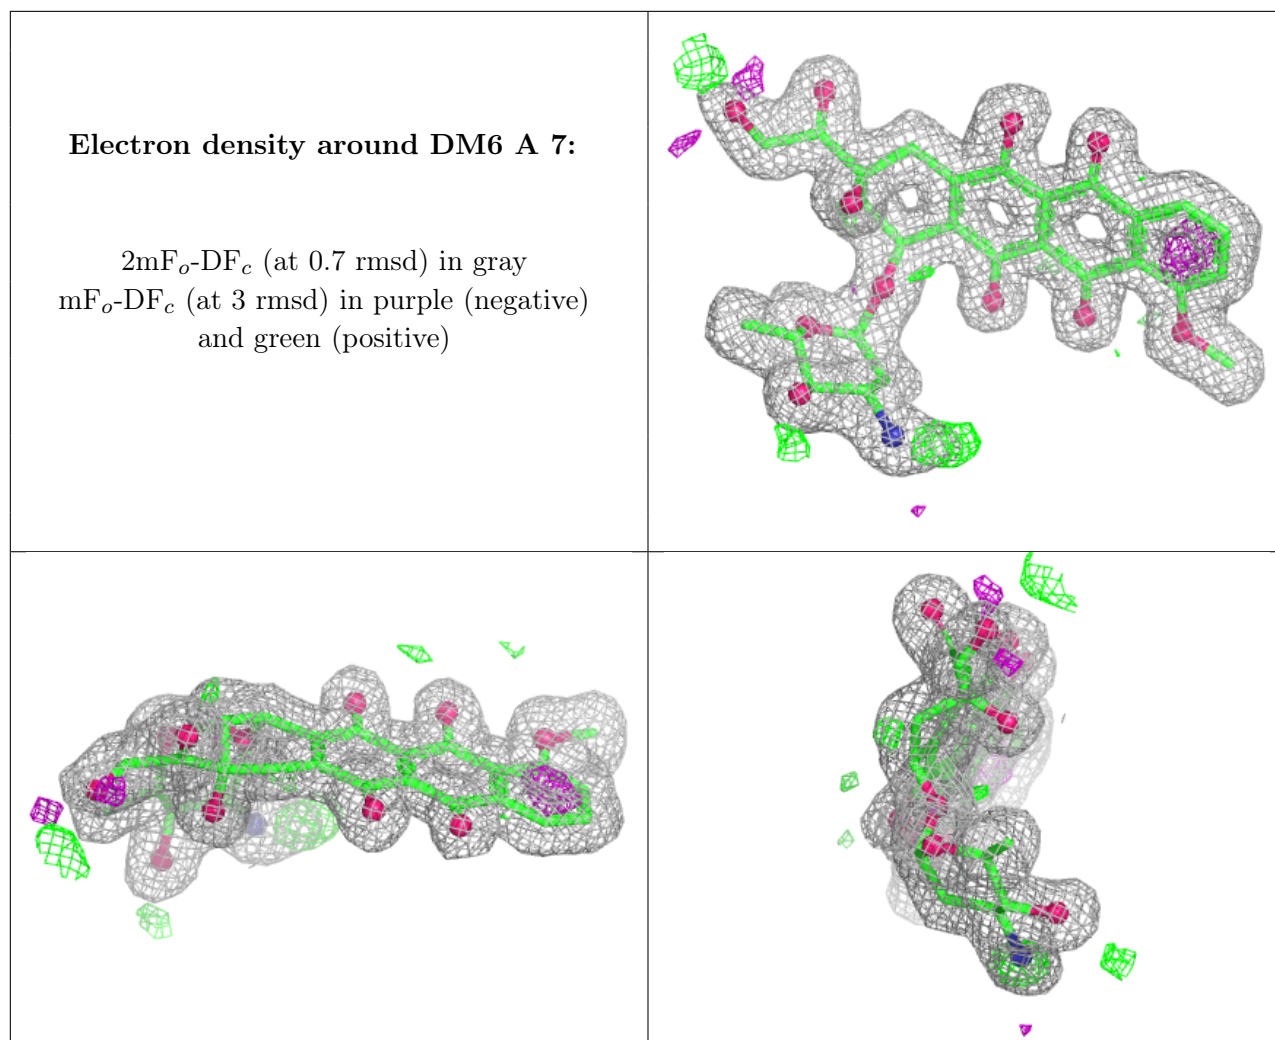 Electron density around DM6 A 7:
2mFo-DFc (at 0.7 rmsd) in gray
mFo-DFc (at 3 rmsd) in purple (negative)
and green (positive)